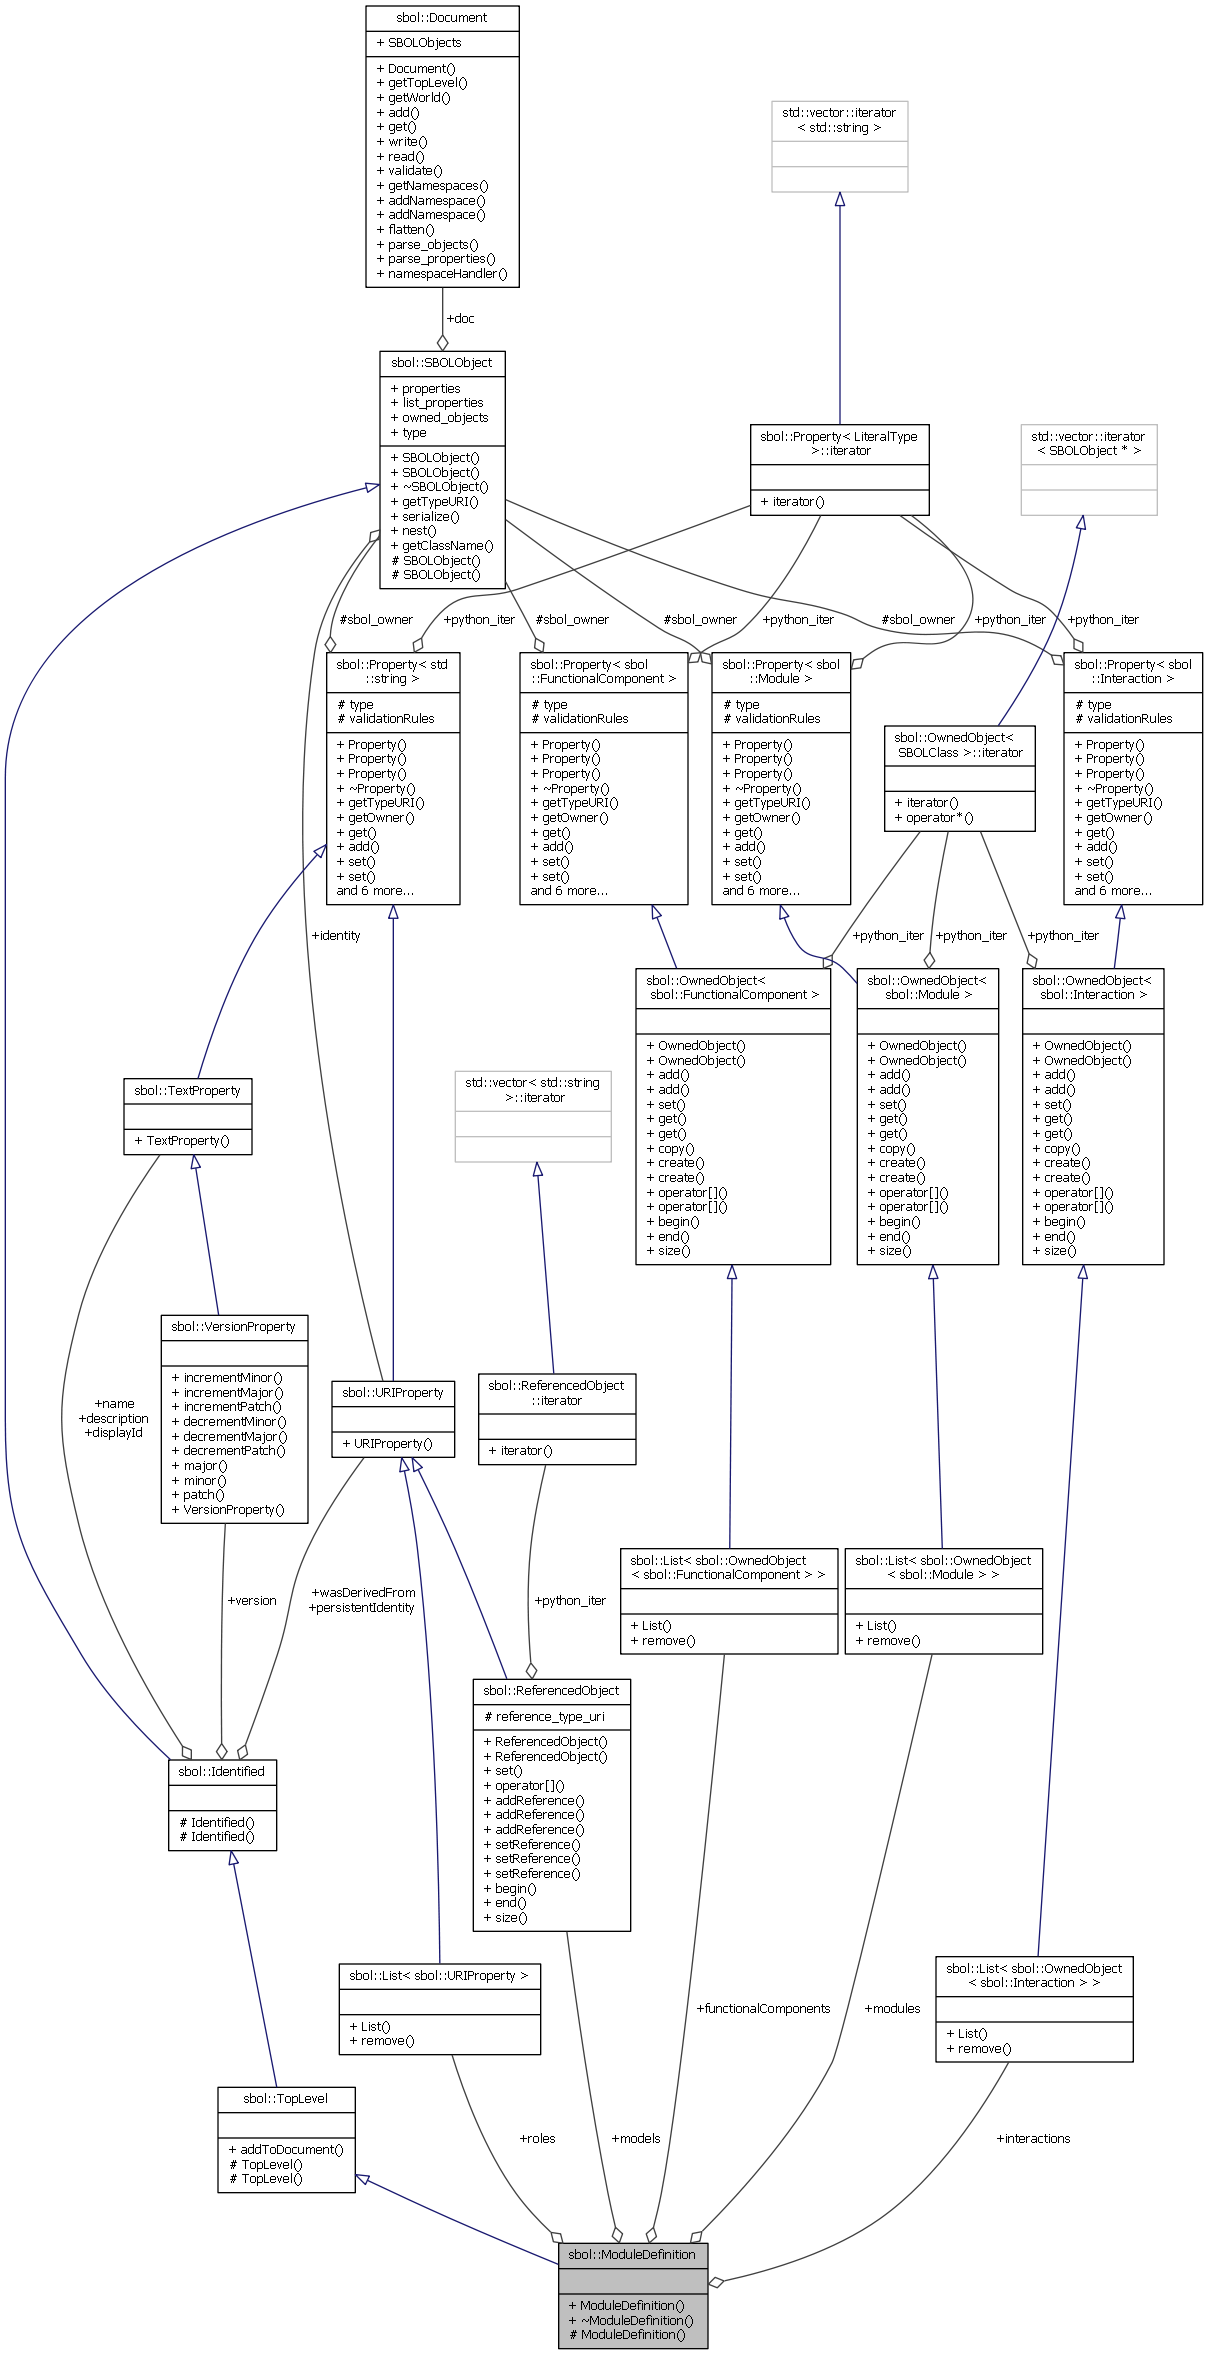 sbol::Document
+ SBOLObjects
+ Document()
+ getTopLevel()
+ getWorld()
+ add()
+ get()
+ write()
+ read()
+ validate()
+ getNamespaces()
+ addNamespace()
+ addNamespace()
+ flatten()
+ parse_objects()
+ parse_properties()
+ namespaceHandler()
std::vector::iterator
< std::string >
+doc
sbol::SBOLObject
+ properties
+ list_properties
+ owned_objects
+ type
+ SBOLObject()
+ SBOLObject()
+ ~SBOLObject()
+ getTypeURI()
+ serialize()
+ nest()
+ getClassName()
# SBOLObject()
# SBOLObject()
sbol::Property< LiteralType
>::iterator
+ iterator()
std::vector::iterator
< SBOLObject * >
#sbol_owner
+python_iter
#sbol_owner
#sbol_owner
+python_iter
#sbol_owner
+python_iter
+python_iter
sbol::Property< std
::string >
# type
# validationRules
+ Property()
+ Property()
+ Property()
+ ~Property()
+ getTypeURI()
+ getOwner()
+ get()
+ add()
+ set()
+ set()
and 6 more...
sbol::Property< sbol
::FunctionalComponent >
# type
# validationRules
+ Property()
+ Property()
+ Property()
+ ~Property()
+ getTypeURI()
+ getOwner()
+ get()
+ add()
+ set()
+ set()
and 6 more...
sbol::Property< sbol
::Module >
# type
# validationRules
+ Property()
+ Property()
+ Property()
+ ~Property()
+ getTypeURI()
+ getOwner()
+ get()
+ add()
+ set()
+ set()
and 6 more...
sbol::OwnedObject<
SBOLClass >::iterator
+ iterator()
+ operator*()
sbol::Property< sbol
::Interaction >
# type
# validationRules
+ Property()
+ Property()
+ Property()
+ ~Property()
+ getTypeURI()
+ getOwner()
+ get()
+ add()
+ set()
+ set()
and 6 more...
+identity
+python_iter
+python_iter
+python_iter
sbol::OwnedObject<
sbol::FunctionalComponent >
+ OwnedObject()
+ OwnedObject()
+ add()
+ add()
+ set()
+ get()
+ get()
+ copy()
+ create()
+ create()
+ operator[]()
+ operator[]()
+ begin()
+ end()
+ size()
sbol::OwnedObject<
sbol::Module >
+ OwnedObject()
+ OwnedObject()
+ add()
+ add()
+ set()
+ get()
+ get()
+ copy()
+ create()
+ create()
+ operator[]()
+ operator[]()
+ begin()
+ end()
+ size()
sbol::OwnedObject<
sbol::Interaction >
+ OwnedObject()
+ OwnedObject()
+ add()
+ add()
+ set()
+ get()
+ get()
+ copy()
+ create()
+ create()
+ operator[]()
+ operator[]()
+ begin()
+ end()
+ size()
sbol::TextProperty
+ TextProperty()
std::vector< std::string
>::iterator
sbol::VersionProperty
+ incrementMinor()
+ incrementMajor()
+ incrementPatch()
+ decrementMinor()
+ decrementMajor()
+ decrementPatch()
+ major()
+ minor()
+ patch()
+ VersionProperty()
sbol::URIProperty
+ URIProperty()
sbol::ReferencedObject
::iterator
+ iterator()
+name
+description
+displayId
sbol::List< sbol::OwnedObject
< sbol::FunctionalComponent > >
+ List()
+ remove()
sbol::List< sbol::OwnedObject
< sbol::Module > >
+ List()
+ remove()
+version
+wasDerivedFrom
+persistentIdentity
+python_iter
sbol::ReferencedObject
# reference_type_uri
+ ReferencedObject()
+ ReferencedObject()
+ set()
+ operator[]()
+ addReference()
+ addReference()
+ addReference()
+ setReference()
+ setReference()
+ setReference()
+ begin()
+ end()
+ size()
sbol::Identified
# Identified()
# Identified()
sbol::List< sbol::URIProperty >
+ List()
+ remove()
sbol::List< sbol::OwnedObject
< sbol::Interaction > >
+ List()
+ remove()
+functionalComponents
+modules
sbol::TopLevel
+ addToDocument()
# TopLevel()
# TopLevel()
+roles
+models
+interactions
sbol::ModuleDefinition
+ ModuleDefinition()
+ ~ModuleDefinition()
# ModuleDefinition()